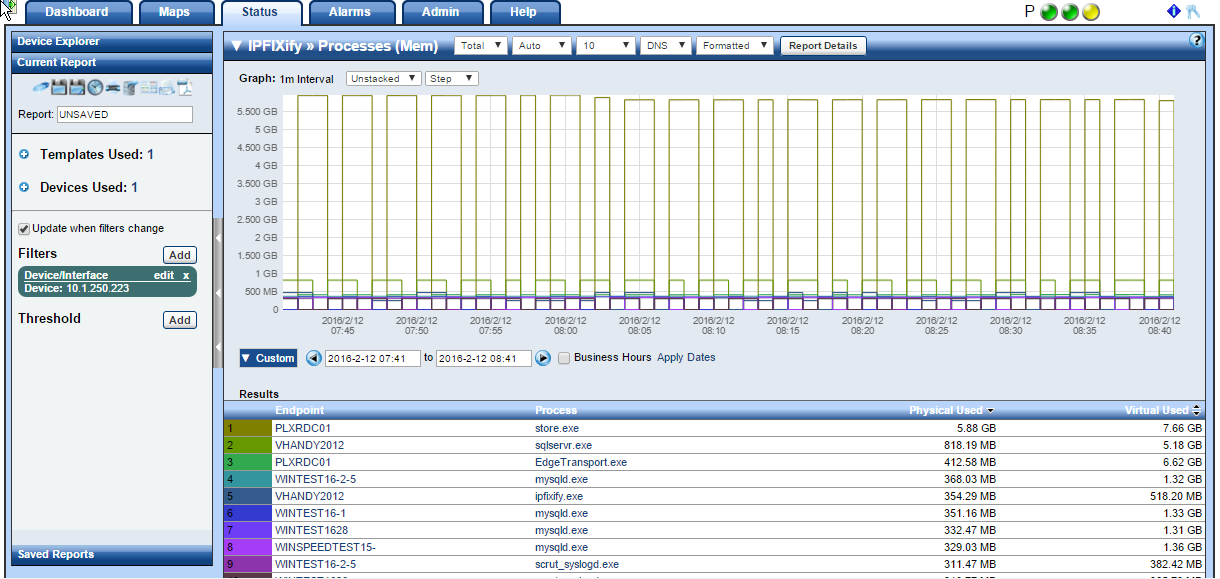 Dashboard Maps Status Alarms Admin Help P
Device Explorer
Current Report
Report: UNSAVED
Templates Used: 1
Devices Used: 1
Update when filters change
Filters Add
Device/Interface edit x
Device: 10.1.250.223
Threshold Add
Saved Reports
▼ IPFIXify » Processes (Mem) Total ▼ Auto ▼ 10 ▼ DNS ▼ Formatted ▼ Report Details ?
Graph: 1m Interval Unstacked ▼ Step ▼
5.500 GB
5 GB
4.500 GB
4 GB
3.500 GB
3 GB
2.500 GB
2 GB
1.500 GB
1 GB
500 MB
0
2016/2/12 2016/2/12 2016/2/12 2016/2/12 2016/2/12 2016/2/12 2016/2/12 2016/2/12 2016/2/12 2016/2/12 2016/2/12 2016/2/12
07:45 07:50 07:55 08:00 08:05 08:10 08:15 08:20 08:25 08:30 08:35 08:40
▼ Custom 2016-2-12 07:41 to 2016-2-12 08:41 Business Hours Apply Dates
Results
Endpoint Process Physical Used Virtual Used
1 PLXRDC01 store.exe 5.88 GB 7.66 GB
2 VHANDY2012 sqlservr.exe 818.19 MB 5.18 GB
3 PLXRDC01 EdgeTransport.exe 412.58 MB 6.62 GB
4 WINTEST16-2-5 mysqld.exe 368.03 MB 1.32 GB
5 VHANDY2012 ipfixify.exe 354.29 MB 518.20 MB
6 WINTEST16-1 mysqld.exe 351.16 MB 1.33 GB
7 WINTEST1628 mysqld.exe 332.47 MB 1.31 GB
8 WINSPEEDTEST15- mysqld.exe 329.03 MB 1.36 GB
9 WINTEST16-2-5 scrut_syslogd.exe 311.47 MB 382.42 MB